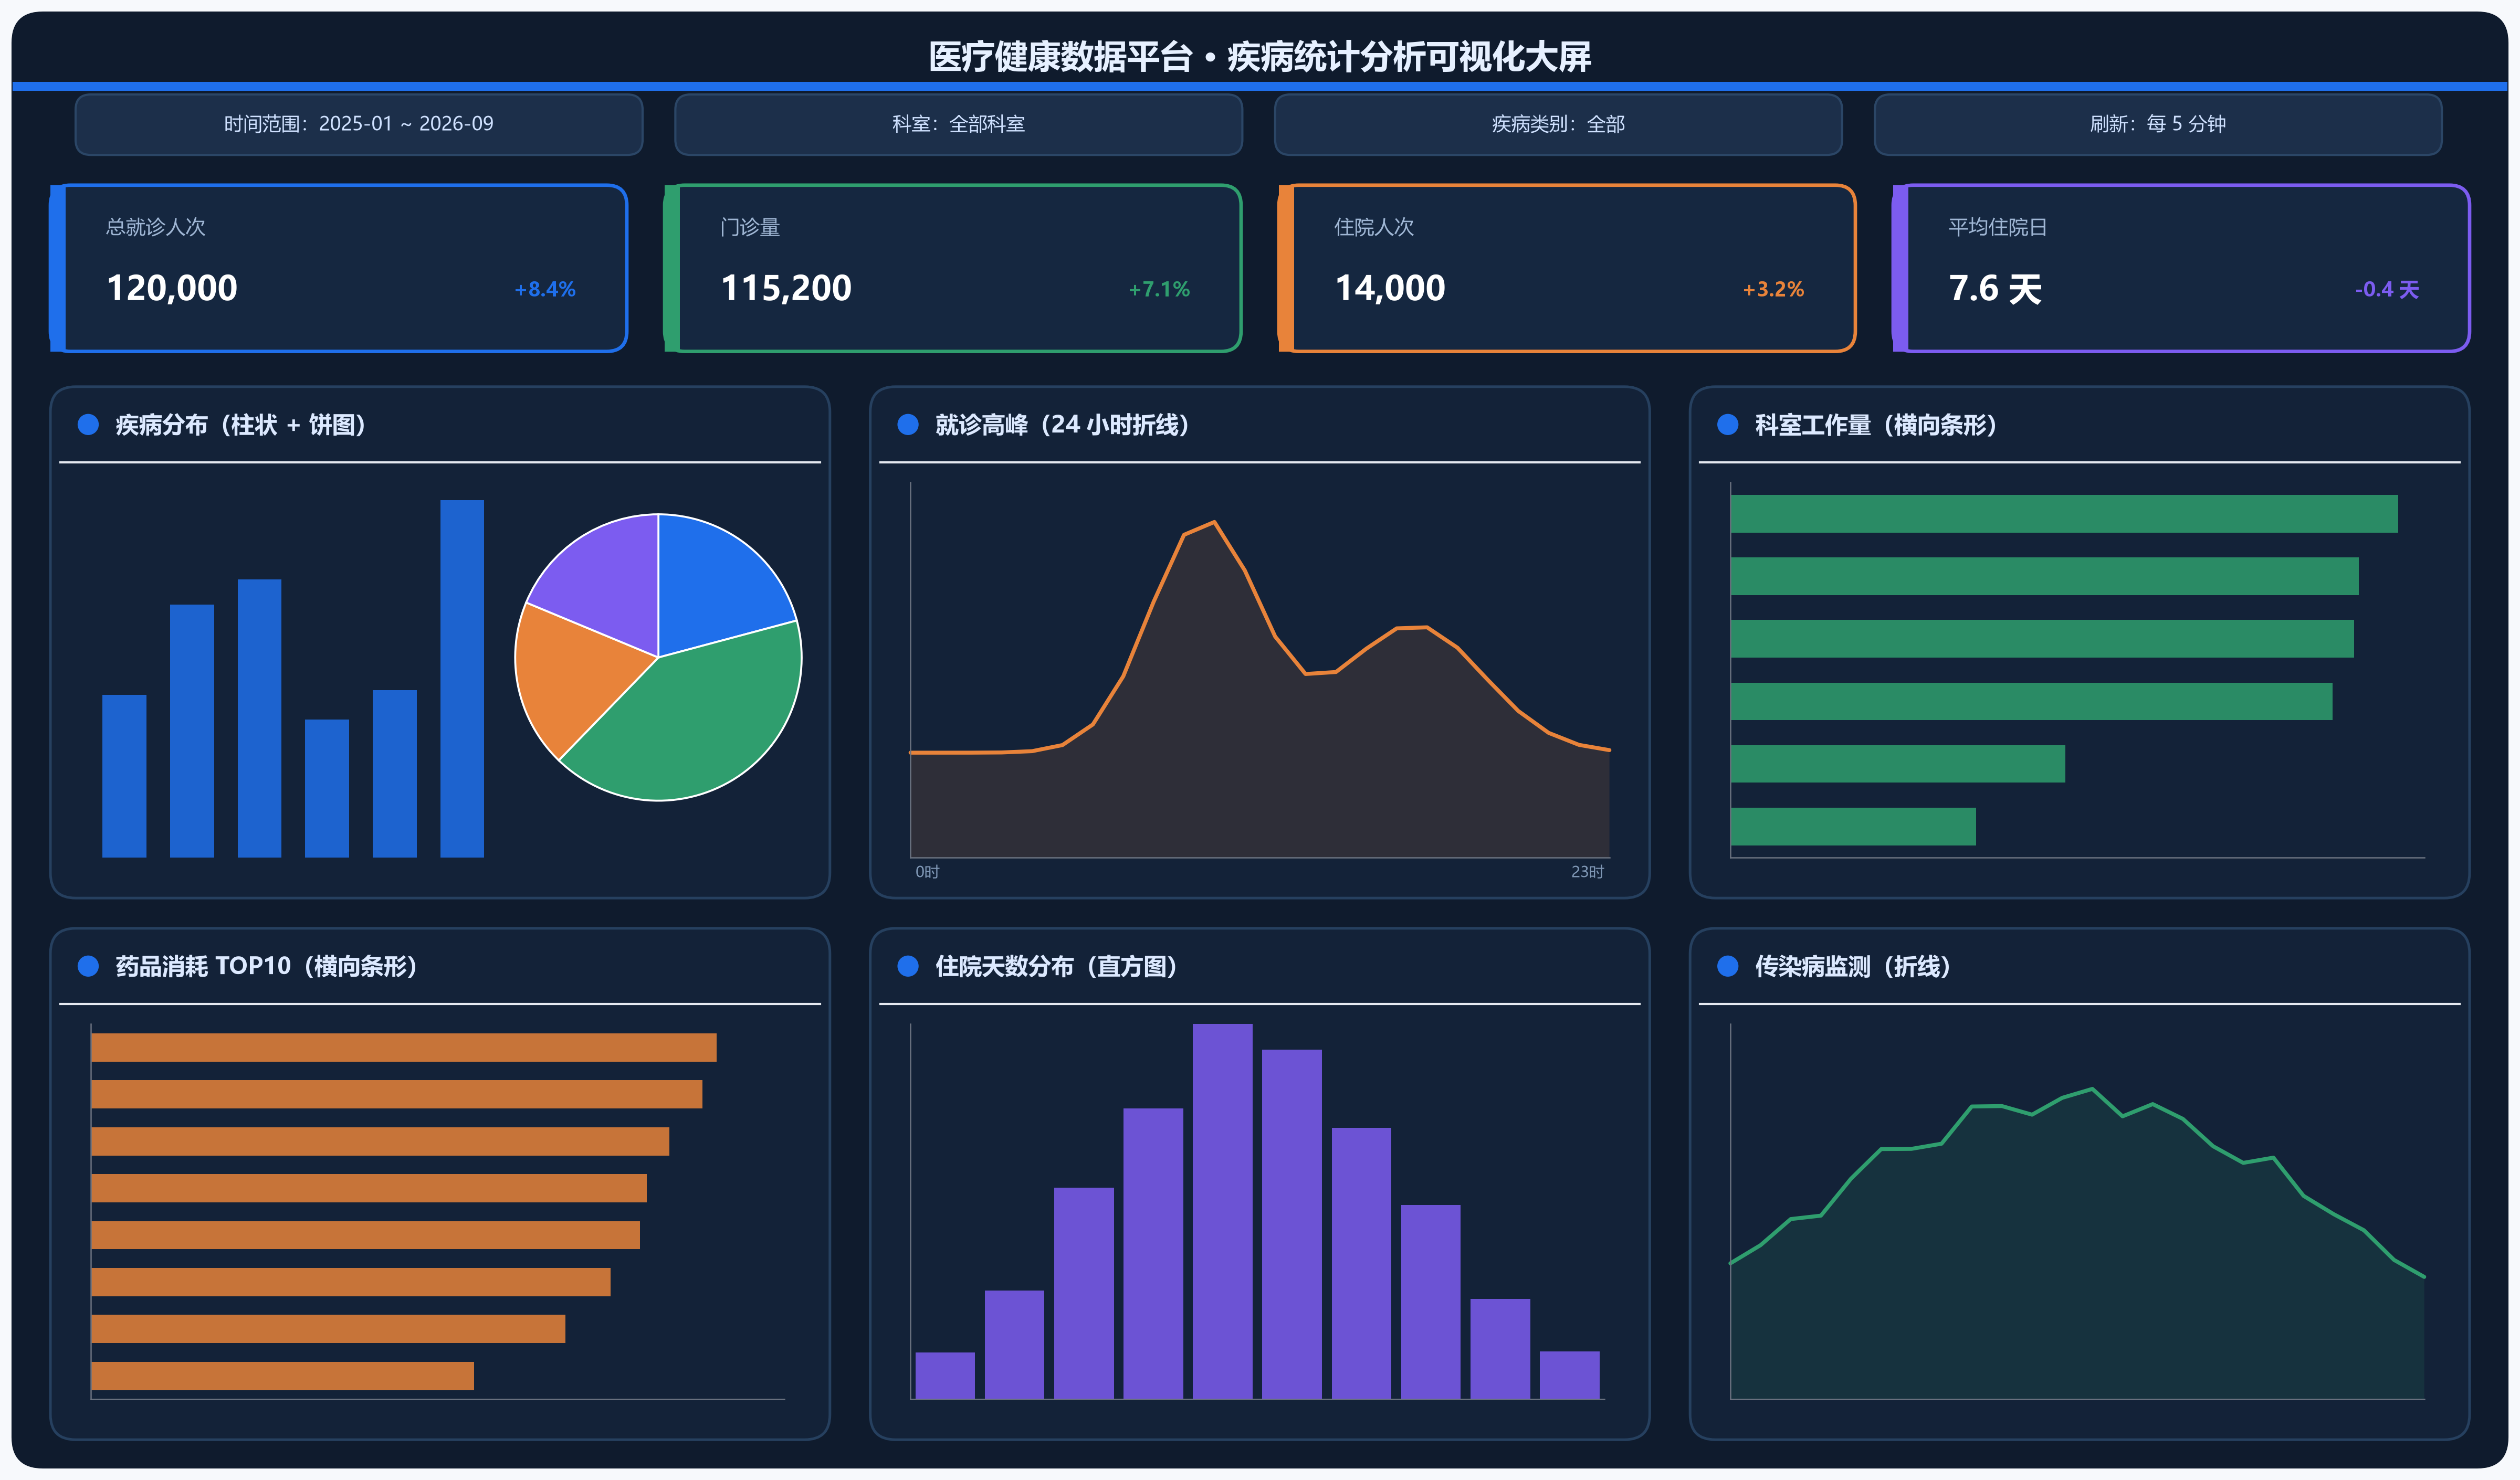 医疗健康数据平台 • 疾病统计分析可视化大屏
时间范围：2025-01 ~ 2026-09
科室：全部科室
疾病类别：全部
刷新：每 5 分钟
总就诊人次
120,000
+8.4%
门诊量
115,200
+7.1%
住院人次
14,000
+3.2%
平均住院日
7.6 天
-0.4 天
疾病分布（柱状 + 饼图）
就诊高峰（24 小时折线）
0时
23时
科室工作量（横向条形）
药品消耗 TOP10（横向条形）
住院天数分布（直方图）
传染病监测（折线）